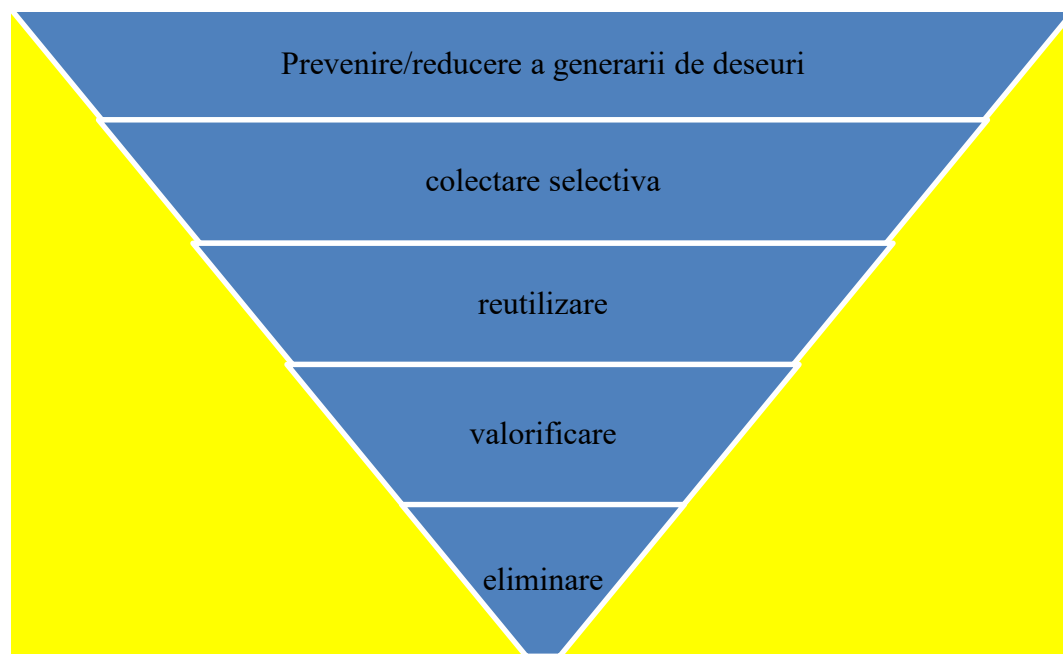 Prevenire/reducere a generarii de deseuri
colectare selectiva
reutilizare
valorificare
eliminare